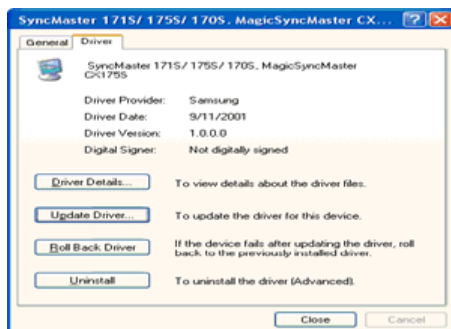 SyncMaster 171S/ 175S/ 170S, MagicSyncMaster CX...
General
Driver
SyncMaster 171S/ 175S/ 170S, MagicSyncMaster
CX175S
Driver Provider: Samsung
Driver Date: 9/11/2001
Driver Version: 1.0.0.0
Digital Signer: Not digitally signed
Driver Details... To view details about the driver files.
Update Driver... To update the driver for this device.
Roll Back Driver If the device fails after updating the driver, roll
back to the previously installed driver.
Uninstall To uninstall the driver (Advanced).
Close Cancel